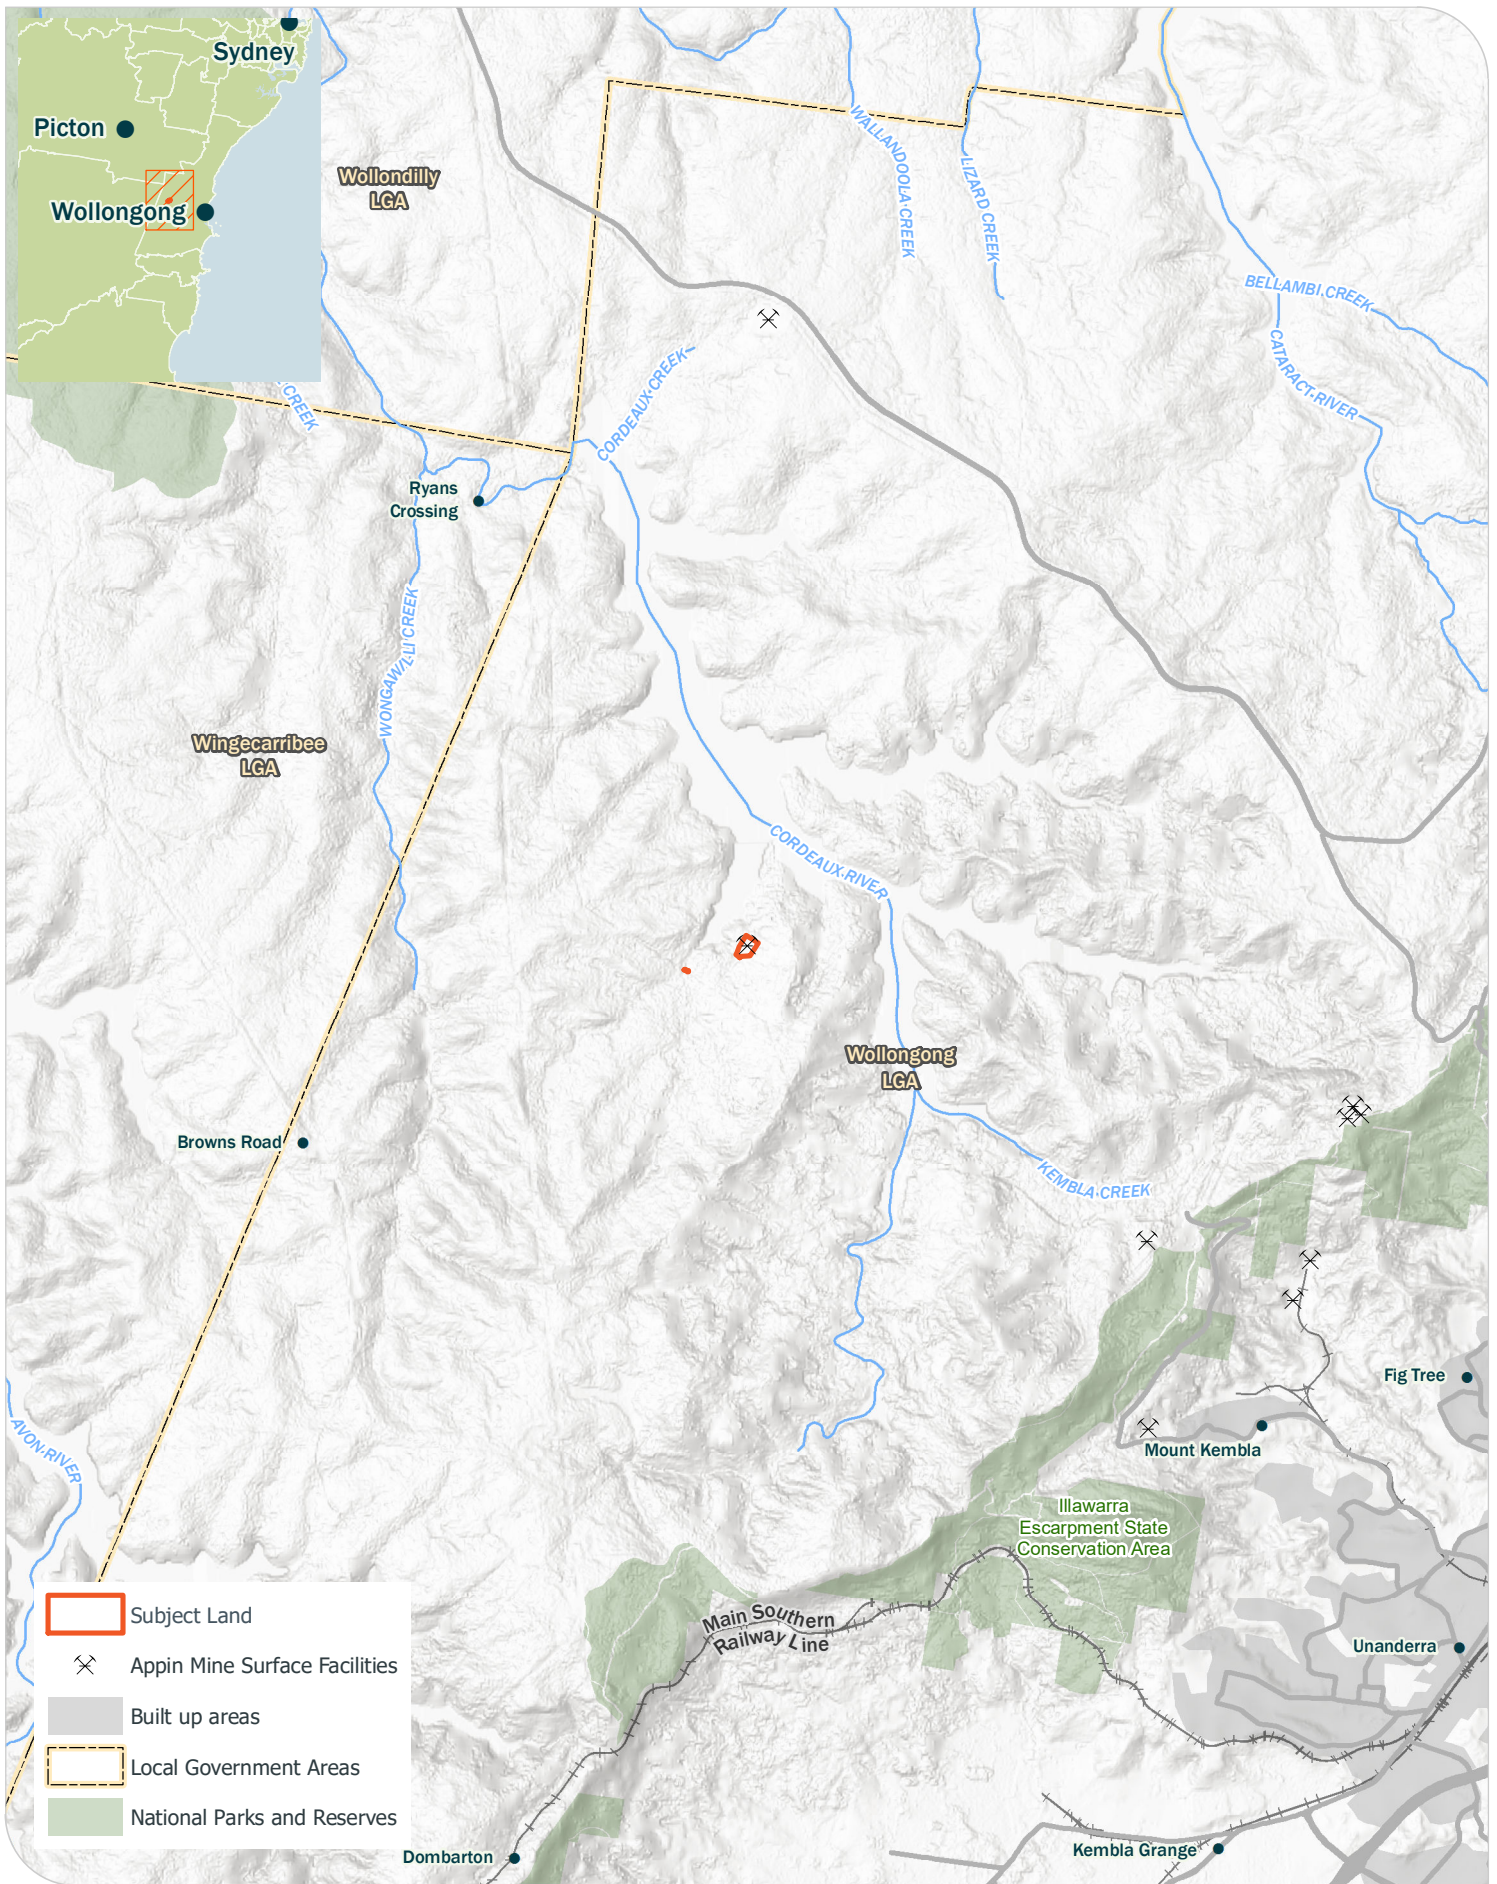 Sydney
Picton
Wollongong
Wollondilly
LGA
WALLANDOOLA CREEK
LIZARD CREEK
BELLAMBI CREEK
CATARACT RIVER
CREEK
CORDEAUX CREEK
Ryans
Crossing
WONGAWILLI CREEK
Wingecarribee
LGA
CORDEAUX RIVER
Wollongong
LGA
Browns Road
KEMBLA CREEK
Fig Tree
Mount Kembla
AVON RIVER
Illawarra
Escarpment State
Conservation Area
Main Southern
Railway Line
Unanderra
Subject Land
Appin Mine Surface Facilities
Built up areas
Local Government Areas
National Parks and Reserves
Dombarton
Kembla Grange